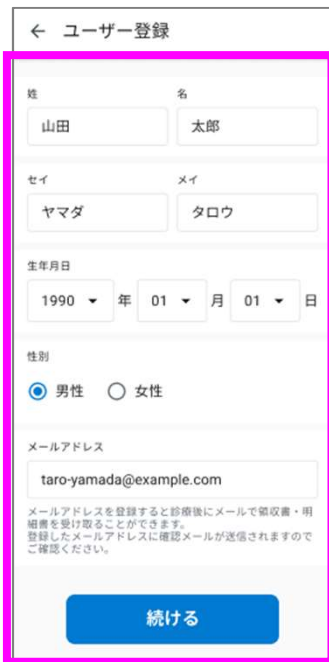 ← ユーザー登録
姓 名
山田 太郎
セイ メイ
ヤマダ タロウ
生年月日
1990 年 01 月 01 日
性別
男性 女性
メールアドレス
taro-yamada@example.com
メールアドレスを登録すると診療後にメールで領収書・明
細書を受け取ることができます。
登録したメールアドレスに確認メールが送信されますので
ご確認ください。
続ける